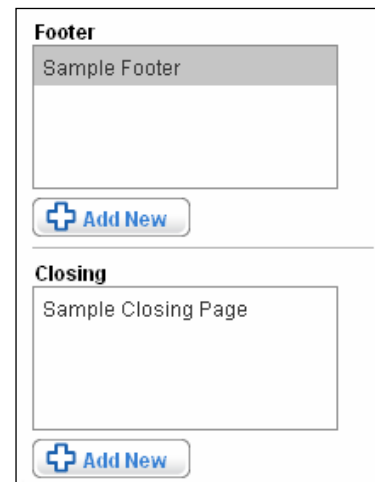 Footer
Sample Footer
Add New
Closing
Sample Closing Page
Add New